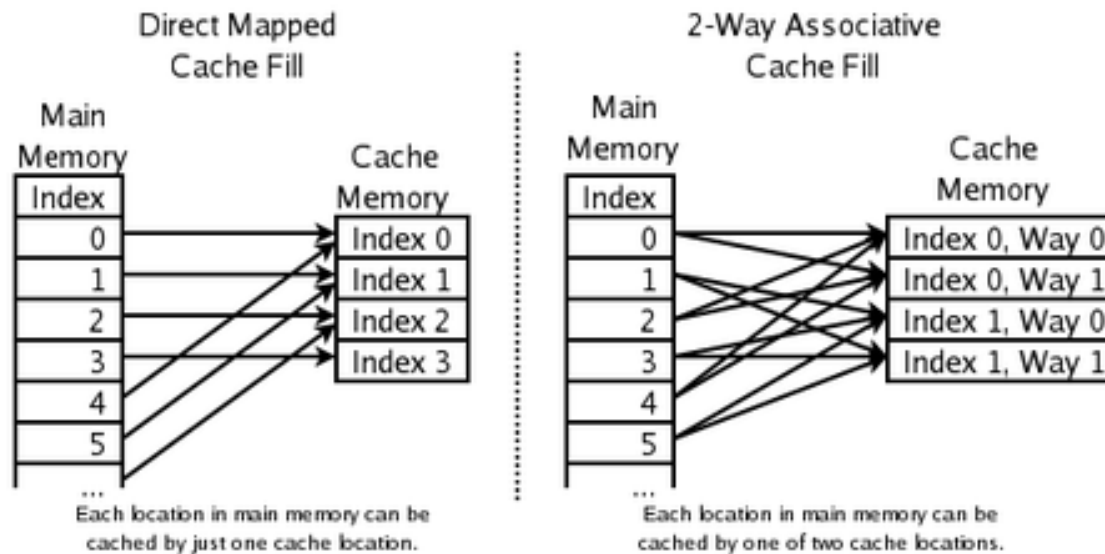 Direct Mapped
Cache Fill
Main
Memory
Index
0
1
2
3
4
5
...
Cache
Memory
Index 0
Index 1
Index 2
Index 3
Each location in main memory can be
cached by just one cache location.
2-Way Associative
Cache Fill
Main
Memory
Index
0
1
2
3
4
5
...
Cache
Memory
Index 0, Way 0
Index 0, Way 1
Index 1, Way 0
Index 1, Way 1
Each location in main memory can be
cached by one of two cache locations.